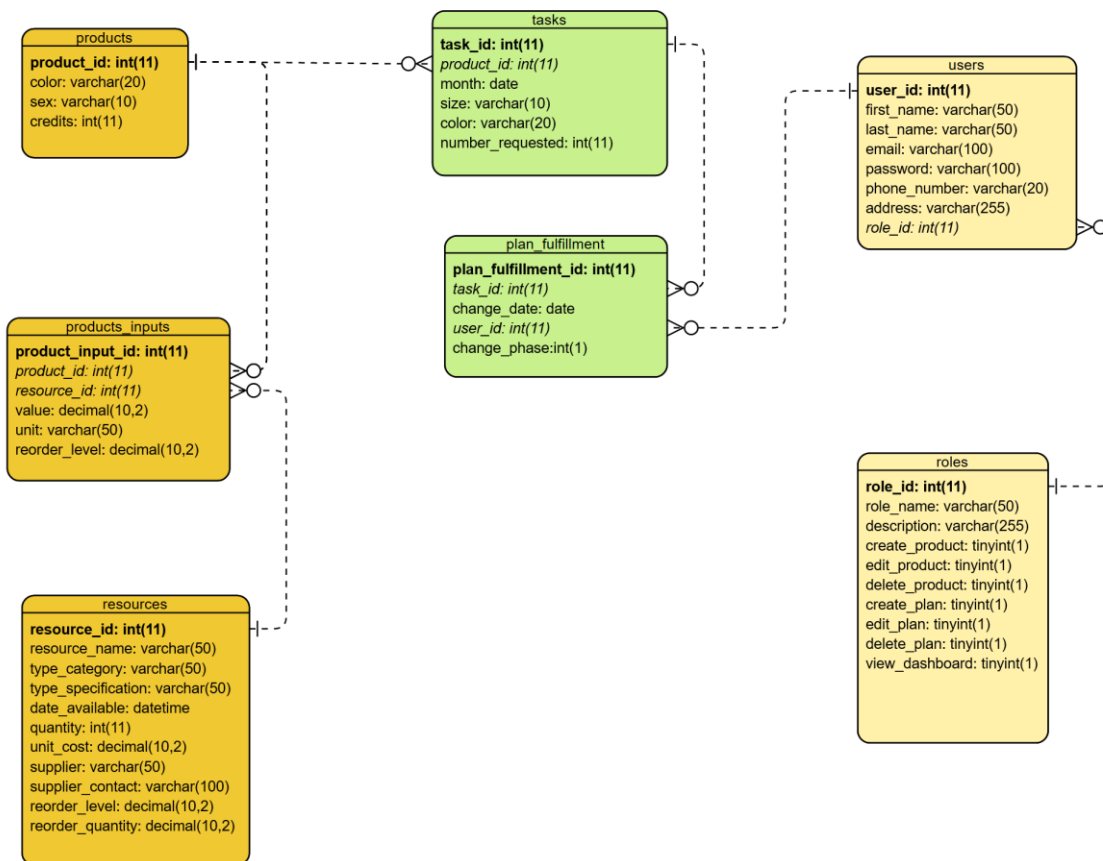 products
product_id: int(11)
color: varchar(20)
sex: varchar(10)
credits: int(11)
tasks
task_id: int(11)
product_id: int(11)
month: date
size: varchar(10)
color: varchar(20)
number_requested: int(11)
users
user_id: int(11)
first_name: varchar(50)
last_name: varchar(50)
email: varchar(100)
password: varchar(100)
phone_number: varchar(20)
address: varchar(255)
role_id: int(11)
plan_fulfillment
plan_fulfillment_id: int(11)
task_id: int(11)
change_date: date
user_id: int(11)
change_phase:int(1)
products_inputs
product_input_id: int(11)
product_id: int(11)
resource_id: int(11)
value: decimal(10,2)
unit: varchar(50)
reorder_level: decimal(10,2)
roles
role_id: int(11)
role_name: varchar(50)
description: varchar(255)
create_product: tinyint(1)
edit_product: tinyint(1)
delete_product: tinyint(1)
create_plan: tinyint(1)
edit_plan: tinyint(1)
delete_plan: tinyint(1)
view_dashboard: tinyint(1)
resources
resource_id: int(11)
resource_name: varchar(50)
type_category: varchar(50)
type_specification: varchar(50)
date_available: datetime
quantity: int(11)
unit_cost: decimal(10,2)
supplier: varchar(50)
supplier_contact: varchar(100)
reorder_level: decimal(10,2)
reorder_quantity: decimal(10,2)